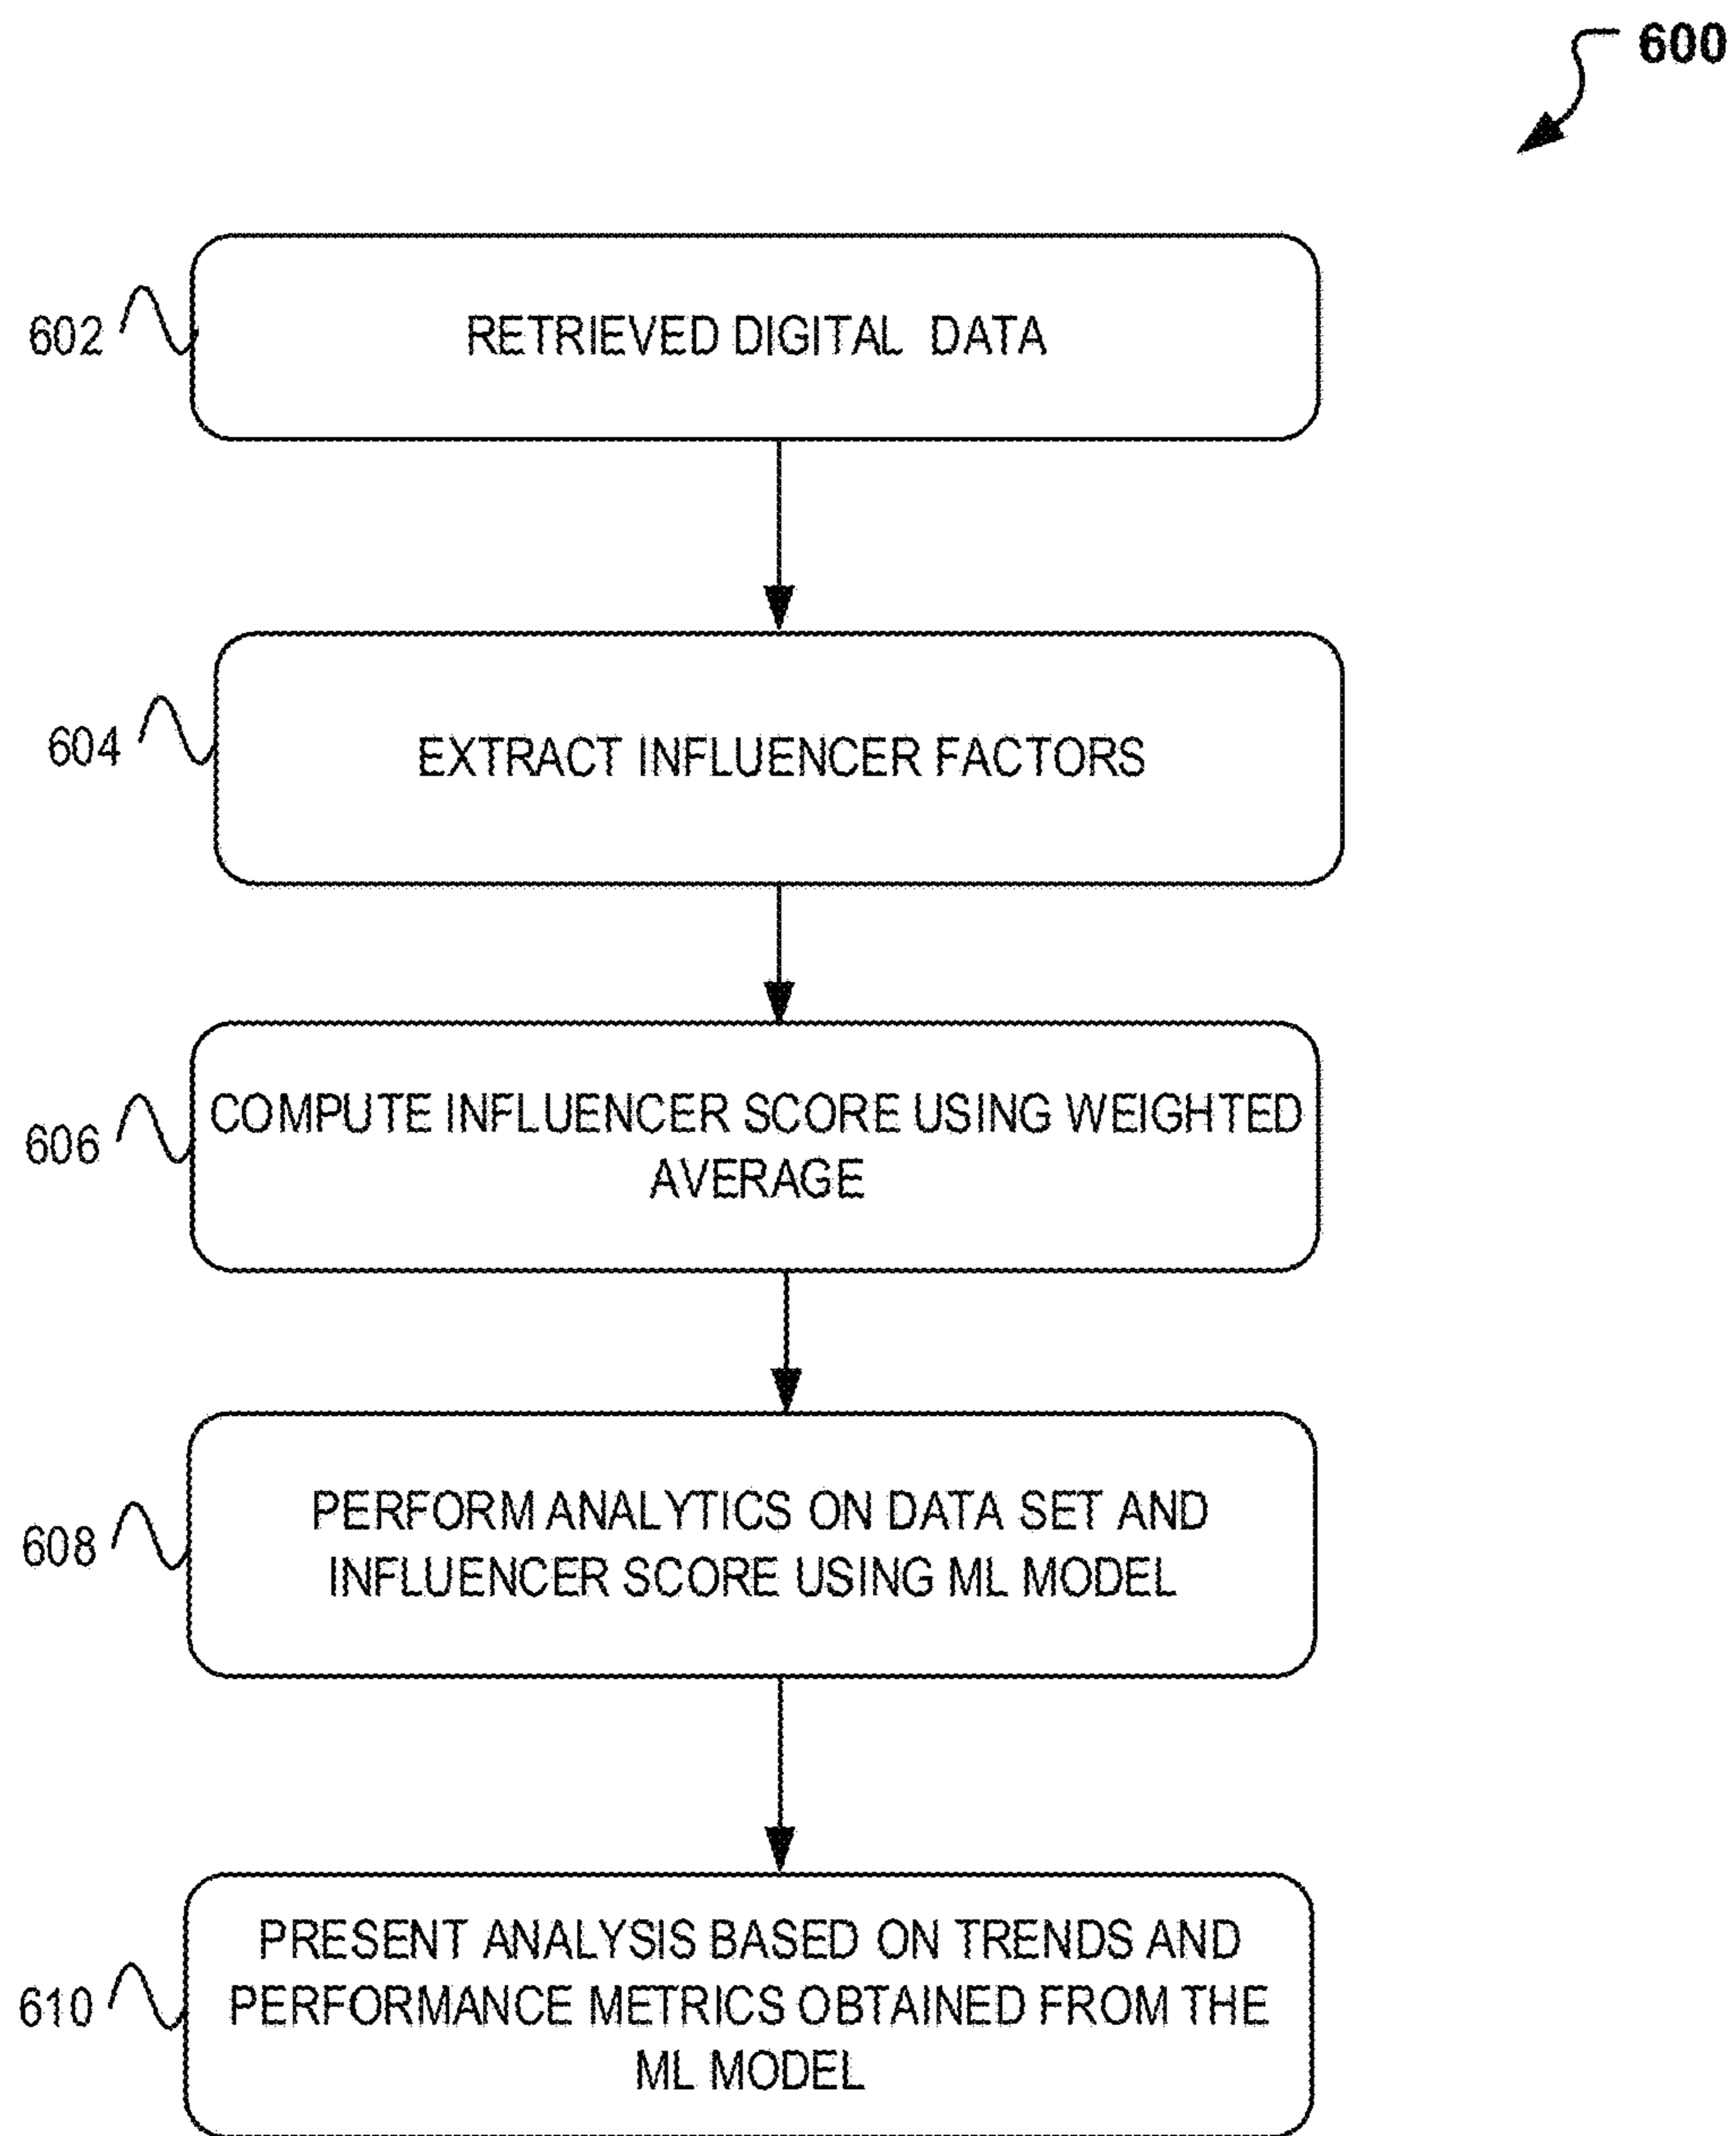 600
602
RETRIEVED DIGITAL DATA
604
EXTRACT INFLUENCER FACTORS
606
COMPUTE INFLUENCER SCORE USING WEIGHTED
AVERAGE
608
PERFORM ANALYTICS ON DATA SET AND
INFLUENCER SCORE USING ML MODEL
610
PRESENT ANALYSIS BASED ON TRENDS AND
PERFORMANCE METRICS OBTAINED FROM THE
ML MODEL